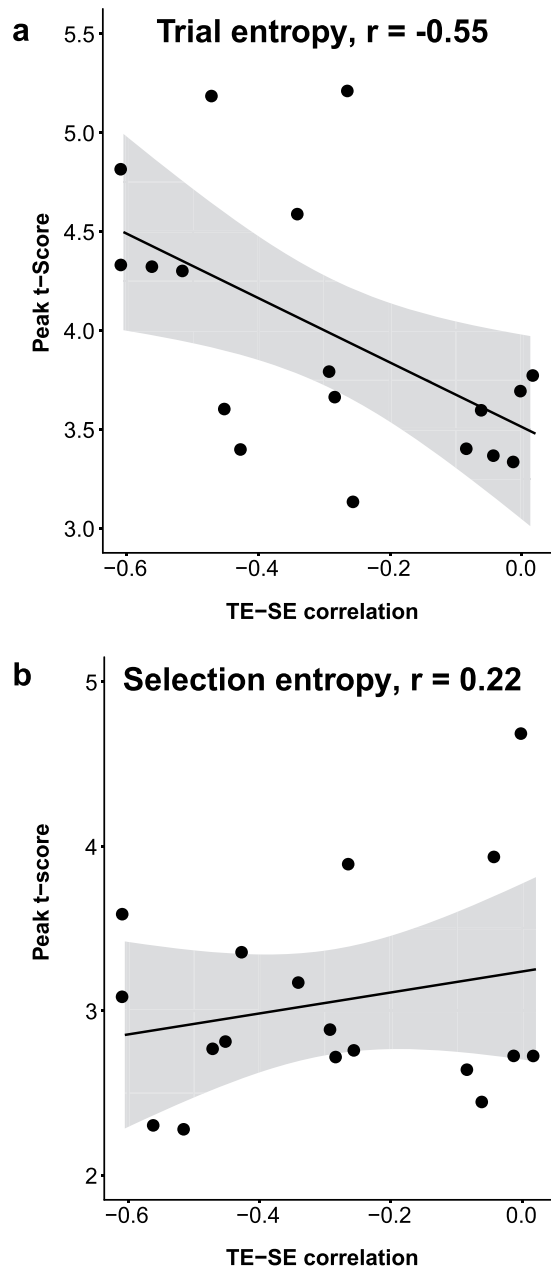 a
Trial entropy, r = -0.55
Peak t−Score
5.5
5.0
4.5
4.0
3.5
3.0
−0.6
−0.4
−0.2
0.0
TE−SE correlation
b
Selection entropy, r = 0.22
Peak t−score
5
4
3
2
−0.6
−0.4
−0.2
0.0
TE−SE correlation